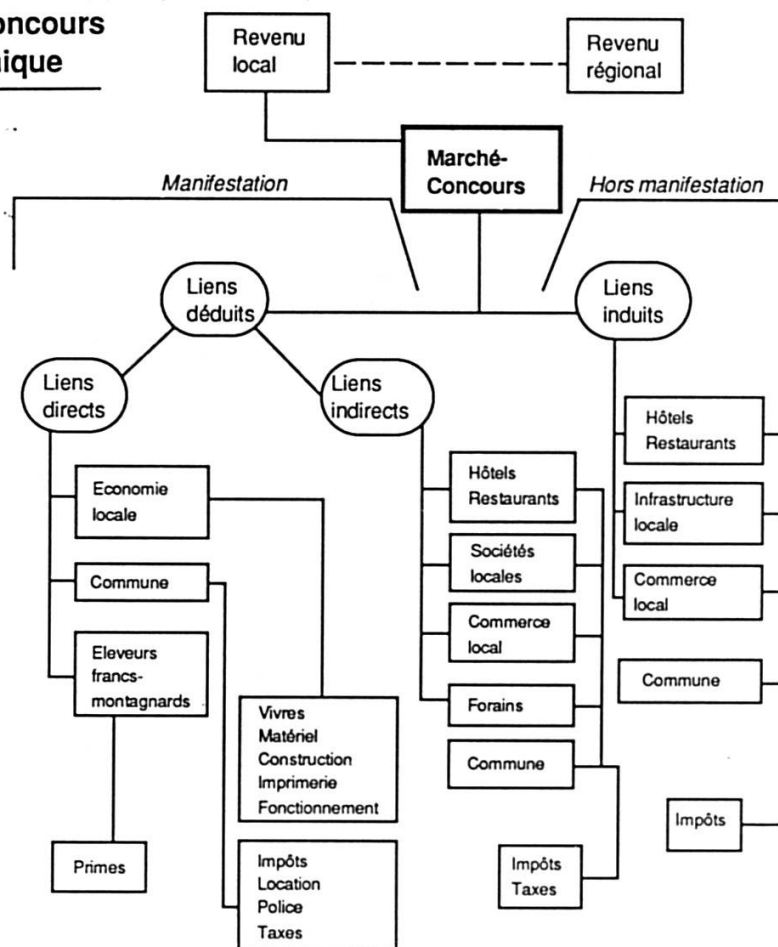 oncours
nique
Revenu
local
Revenu
régional
Marché-
Concours
Manifestation
Hors manifestation
Liens
déduits
Liens
induits
Liens
directs
Liens
indirects
Economie
locale
Commune
Eleveurs
francs-
montagnards
Primes
Vivres
Matériel
Construction
Imprimerie
Fonctionnement
Impôts
Location
Police
Taxes
Hôtels
Restaurants
Sociétés
locales
Commerce
local
Forains
Commune
Impôts
Taxes
Hôtels
Restaurants
Infrastructure
locale
Commerce
local
Commune
Impôts